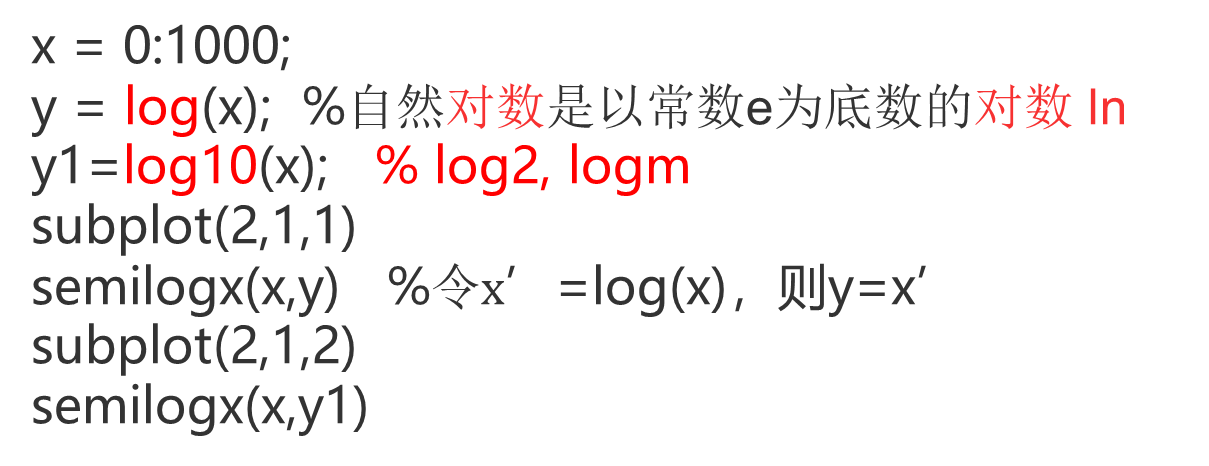 x = 0:1000;
y = log(x);  %自然对数是以常数e为底数的对数 ln
y1=log10(x);   % log2, logm
subplot(2,1,1)
semilogx(x,y)   %令x′ =log(x)，则y=x′
subplot(2,1,2)
semilogx(x,y1)